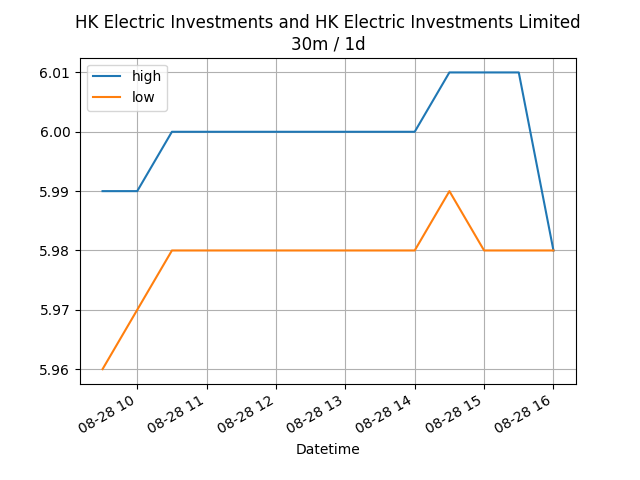 HK Electric Investments and HK Electric Investments Limited
30m / 1d
high
low
6.01
6.00
5.99
5.98
5.97
5.96
08-28 10
08-28 11
08-28 12
08-28 13
08-28 14
08-28 15
08-28 16
Datetime